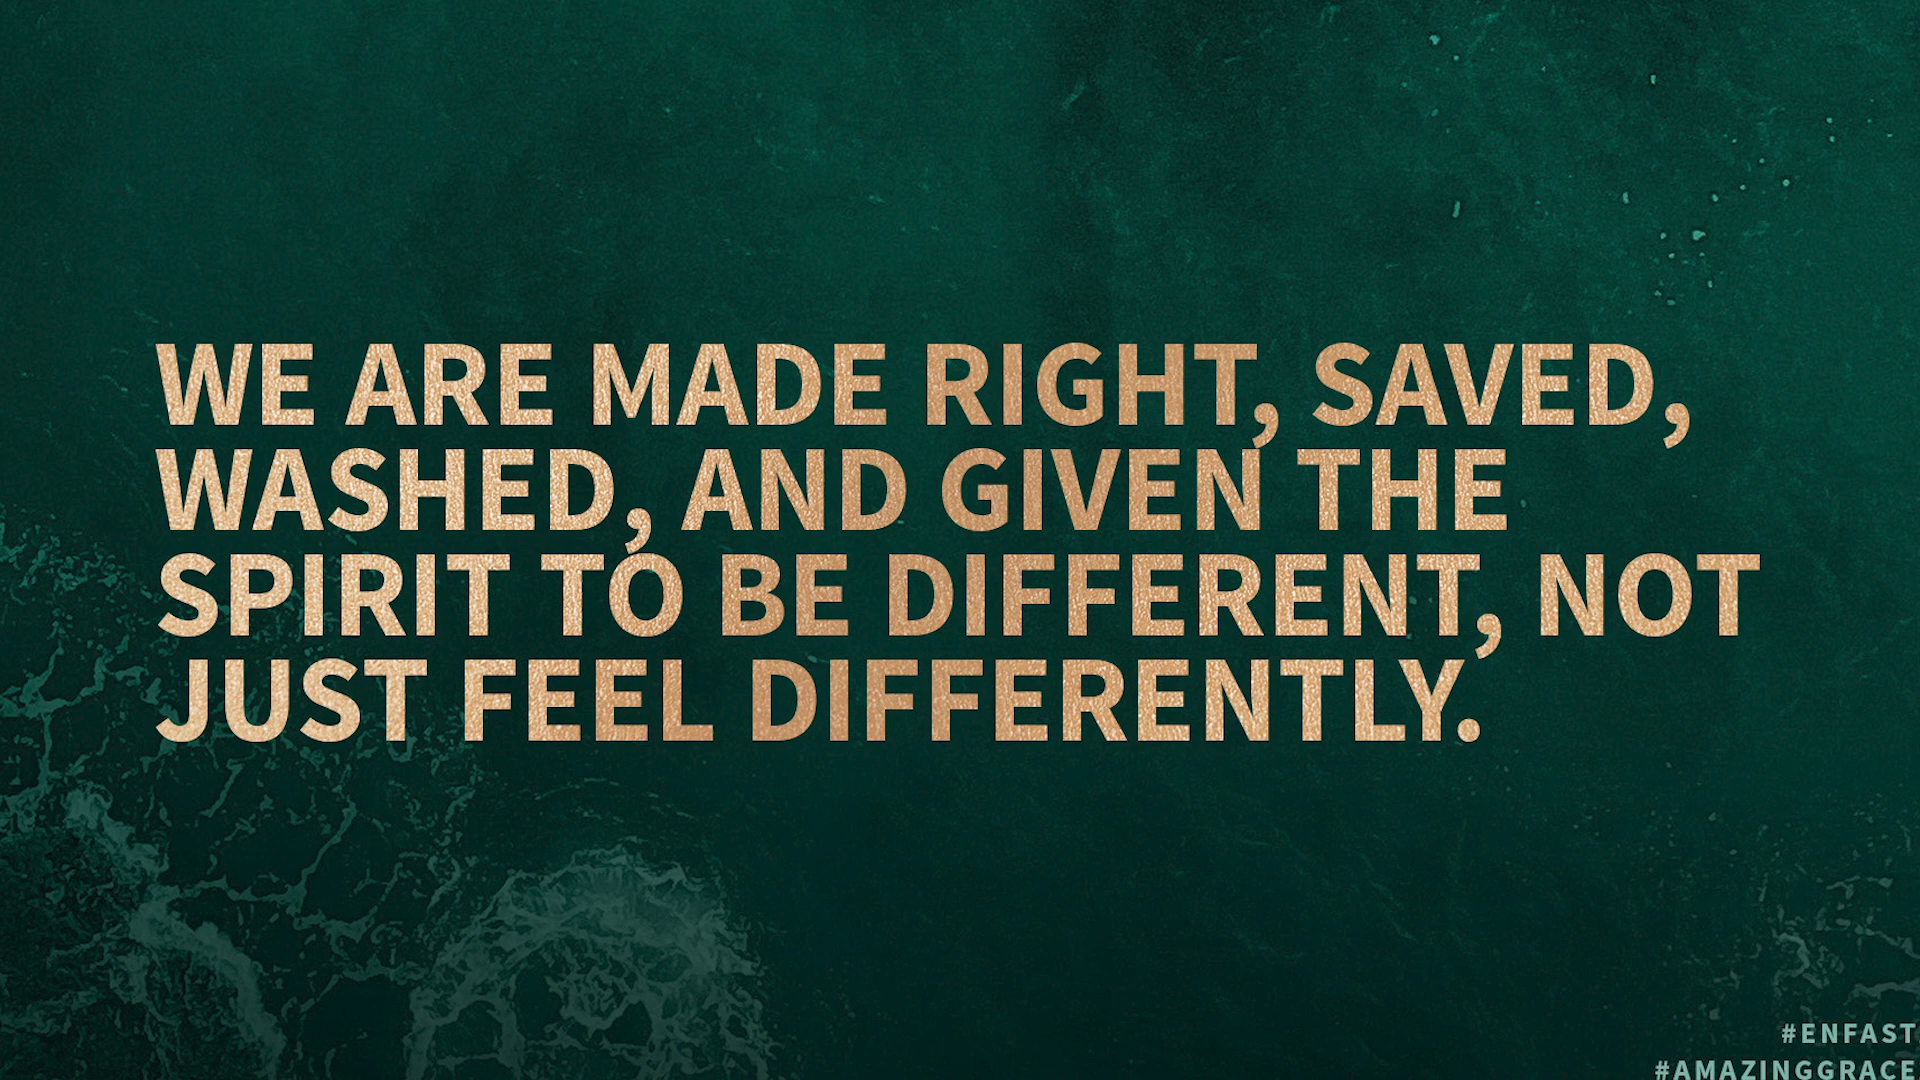 WE ARE MADE RIGHT, SAVED,
WASHED, AND GIVEN THE
SPIRIT TO BE DIFFERENT, NOT
JUST FEEL DIFFERENTLY.
#ENFAST
#AMAZINGGRACE